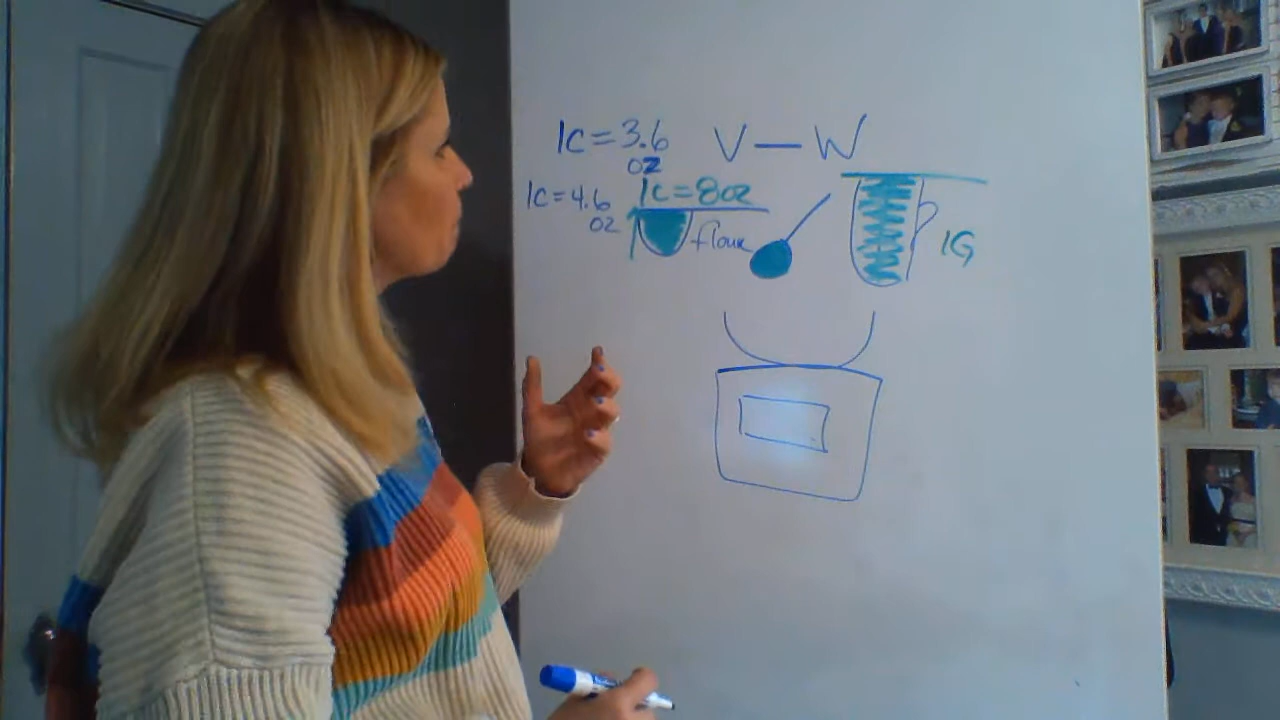 1C = 3.6 oz
V — W
1C = 4.6 oz
1C = 8oz
flour
1G